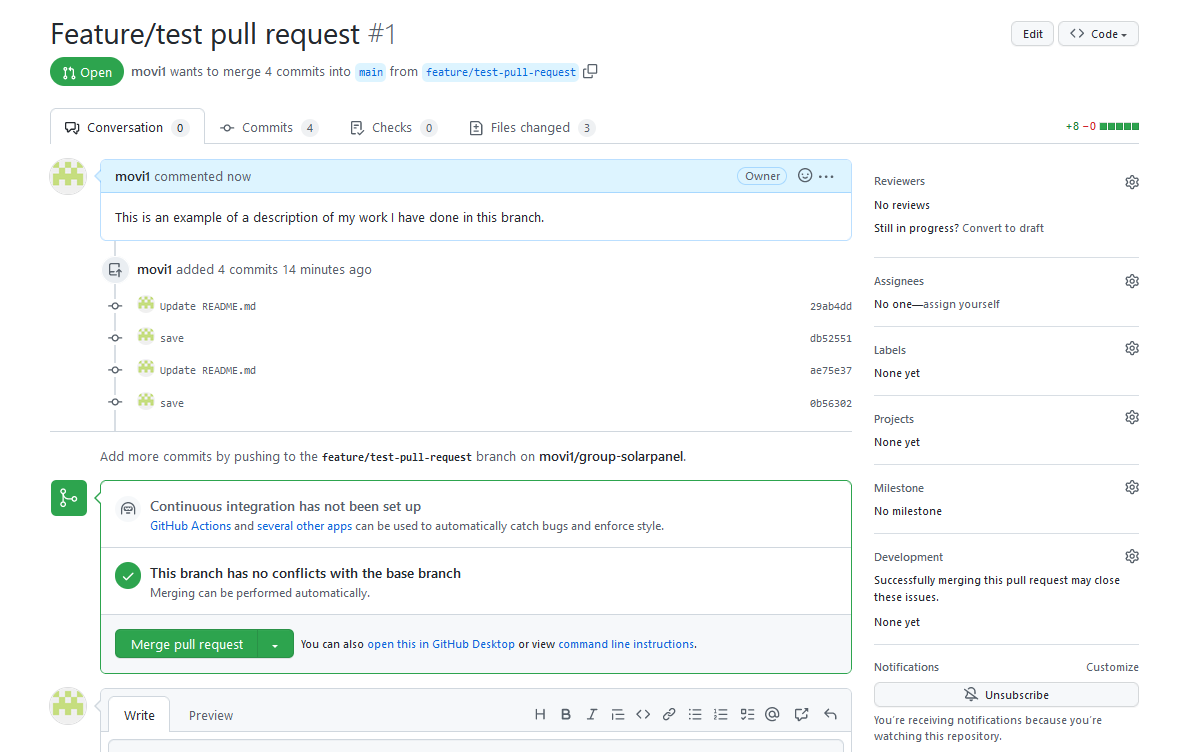 Feature/test pull request #1
Edit
Code
Open
movi1 wants to merge 4 commits into main from feature/test-pull-request
Conversation 0
Commits 4
Checks 0
Files changed 3
+8 −0
movi1 commented now
Owner
This is an example of a description of my work I have done in this branch.
movi1 added 4 commits 14 minutes ago
Update README.md 29ab4dd
save db52551
Update README.md ae75e37
save 0b56302
Add more commits by pushing to the feature/test-pull-request branch on movi1/group-solarpanel.
Continuous integration has not been set up
GitHub Actions and several other apps can be used to automatically catch bugs and enforce style.
This branch has no conflicts with the base branch
Merging can be performed automatically.
Merge pull request
You can also open this in GitHub Desktop or view command line instructions.
Write
Preview
Reviewers
No reviews
Still in progress? Convert to draft
Assignees
No one—assign yourself
Labels
None yet
Projects
None yet
Milestone
No milestone
Development
Successfully merging this pull request may close
these issues.
None yet
Notifications
Customize
Unsubscribe
You're receiving notifications because you're
watching this repository.